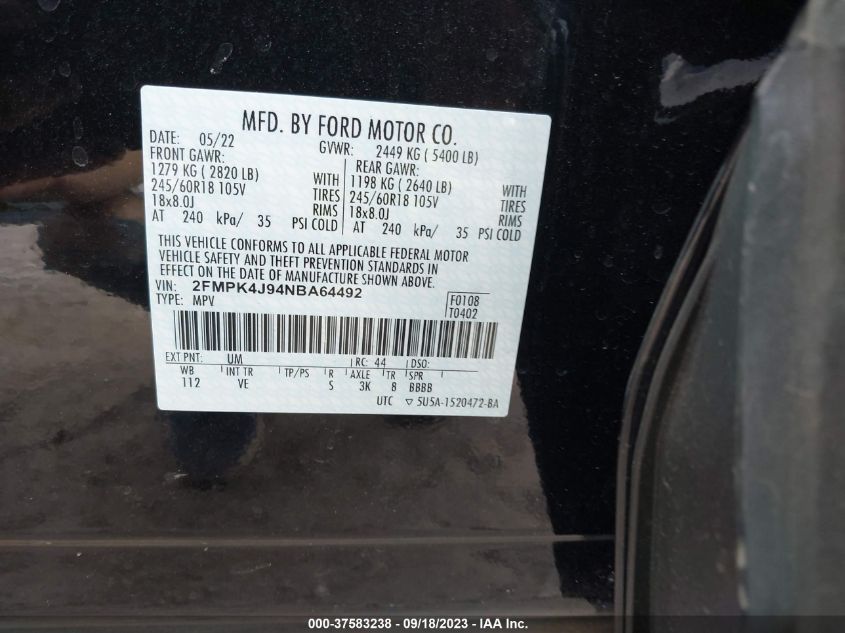 MFD. BY FORD MOTOR CO.
DATE: 05/22 GVWR: 2449 KG ( 5400 LB)
FRONT GAWR: REAR GAWR:
1279 KG ( 2820 LB) WITH 1198 KG ( 2640 LB) WITH
245/60R18 105V TIRES 245/60R18 105V TIRES
18x8.0J RIMS 18x8.0J RIMS
AT 240 kPa/ 35 PSI COLD AT 240 kPa/ 35 PSI COLD
THIS VEHICLE CONFORMS TO ALL APPLICABLE FEDERAL MOTOR
VEHICLE SAFETY AND THEFT PREVENTION STANDARDS IN
EFFECT ON THE DATE OF MANUFACTURE SHOWN ABOVE.
VIN: 2FMPK4J94NBA64492 F0108
TYPE: MPV T0402
EXT PNT: UM RC: 44 DSO:
WB INT TR TP/PS R AXLE TR SPR
112 VE S 3K 8 BBBB
UTC ▽ 5U5A-1520472-BA
000-37583238 - 09/18/2023 - IAA Inc.